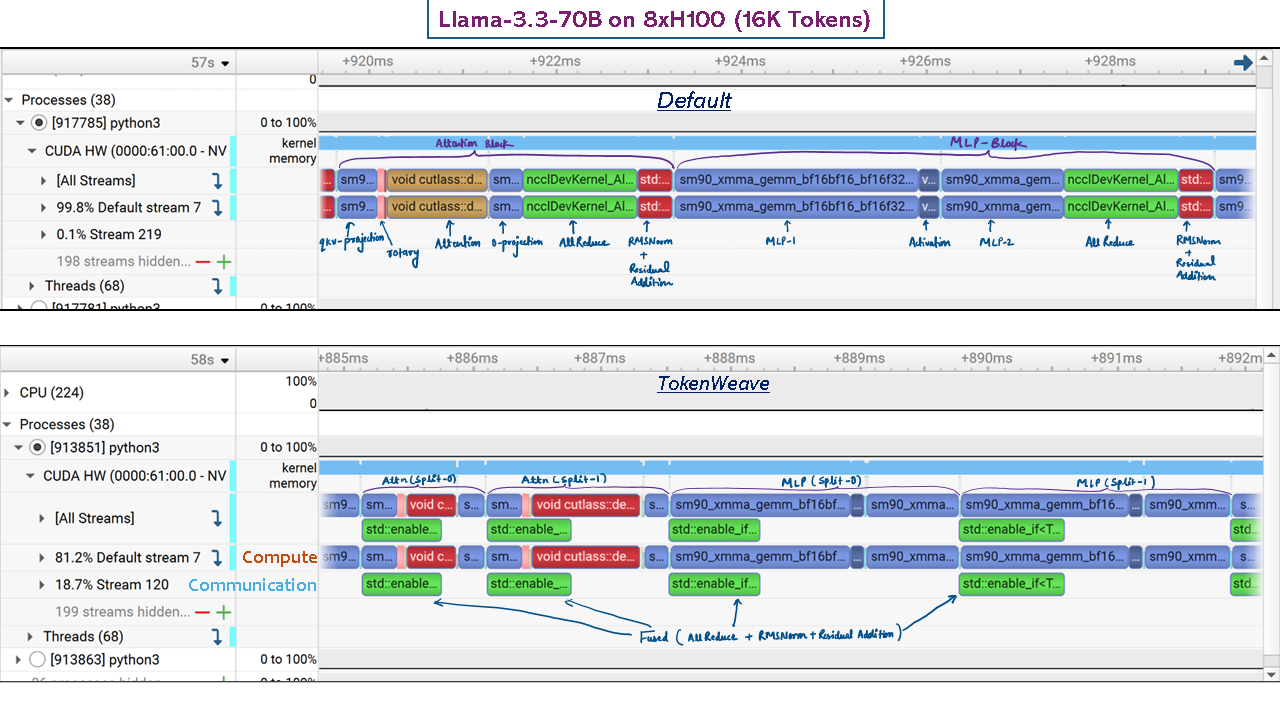 Llama-3.3-70B on 8xH100 (16K Tokens)
57s +920ms +922ms +924ms +926ms +928ms
0
Default
Processes (38)
[917785] python3 0 to 100%
CUDA HW (0000:61:00.0 - NV kernel memory
Attention Block MLP-Block
[All Streams] sm9... void cutlass::d... sm... ncclDevKernel_Al... std:... sm90_xmma_gemm_bf16bf16_bf16f32... v... sm90_xmma_gem... ncclDevKernel_Al... std:... sm9
99.8% Default stream 7 sm9... void cutlass::d... sm... ncclDevKernel_Al... std:... sm90_xmma_gemm_bf16bf16_bf16f32... v... sm90_xmma_gem... ncclDevKernel_Al... std:... sm9
0.1% Stream 219
qkv-projection rotary Attention O-projection AllReduce RMSNorm + Residual Addition MLP-1 Activation MLP-2 All Reduce RMSNorm + Residual Addition
198 streams hidden...
Threads (68)
[917781] python3 0 to 100%
58s +885ms +886ms +887ms +888ms +889ms +890ms +891ms +892m
CPU (224) 100%
0
TokenWeave
Processes (38)
[913851] python3 0 to 100%
CUDA HW (0000:61:00.0 - NV kernel memory
Attn(split-0) Attn(split-1) MLP (split-0) MLP(split-1)
[All Streams] sm9... sm... void c... s... sm... void cutlass::de... s... sm90_xmma_gemm_bf16bf... ... sm90_xmma... sm90_xmma_gemm_bf16... ... sm90_xmm... s...
std::enable... std::enable_... std::enable_if... std::enable_if<T... std...
81.2% Default stream 7 Compute sm9... sm... void c... s... sm... void cutlass::de... s... sm90_xmma_gemm_bf16bf... ... sm90_xmma... sm90_xmma_gemm_bf16... ... sm90_xmm... s...
18.7% Stream 120 Communication std::enable... std::enable_... std::enable_if... std::enable_if<T... std...
199 streams hidden...
Threads (68)
Fused (AllReduce + RMSNorm + Residual Addition)
[913863] python3 0 to 100%